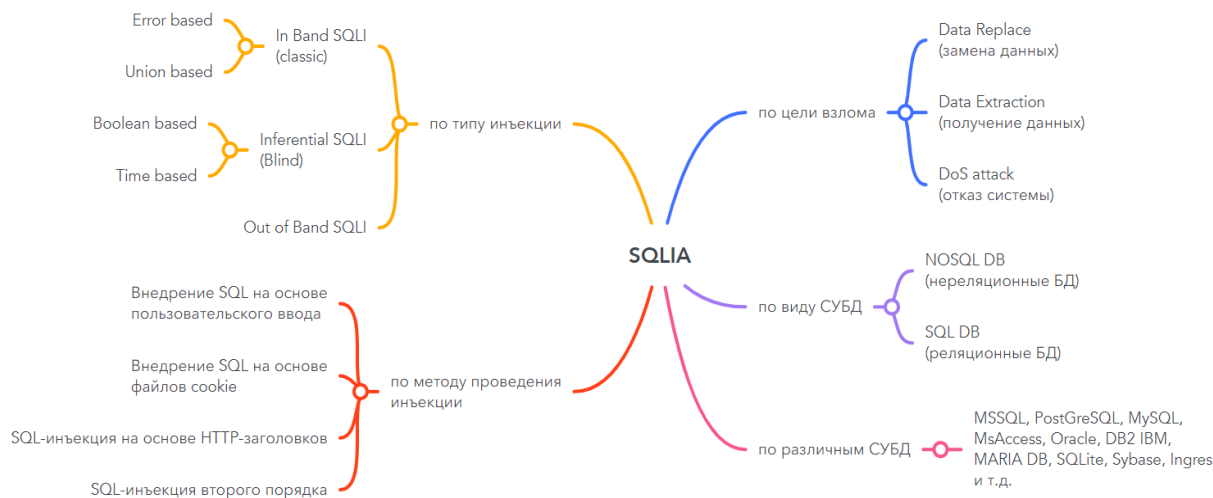 Error based
Union based
In Band SQLI
(classic)
Boolean based
Time based
Inferential SQLI
(Blind)
Out of Band SQLI
по типу инъекции
Внедрение SQL на основе
пользовательского ввода
Внедрение SQL на основе
файлов cookie
SQL-инъекция на основе HTTP-заголовков
SQL-инъекция второго порядка
по методу проведения
инъекции
SQLIA
по цели взлома
Data Replace
(замена данных)
Data Extraction
(получение данных)
DoS attack
(отказ системы)
по виду СУБД
NOSQL DB
(нереляционные БД)
SQL DB
(реляционные БД)
по различным СУБД
MSSQL, PostGreSQL, MySQL,
MsAccess, Oracle, DB2 IBM,
MARIA DB, SQLite, Sybase, Ingres
и т.д.